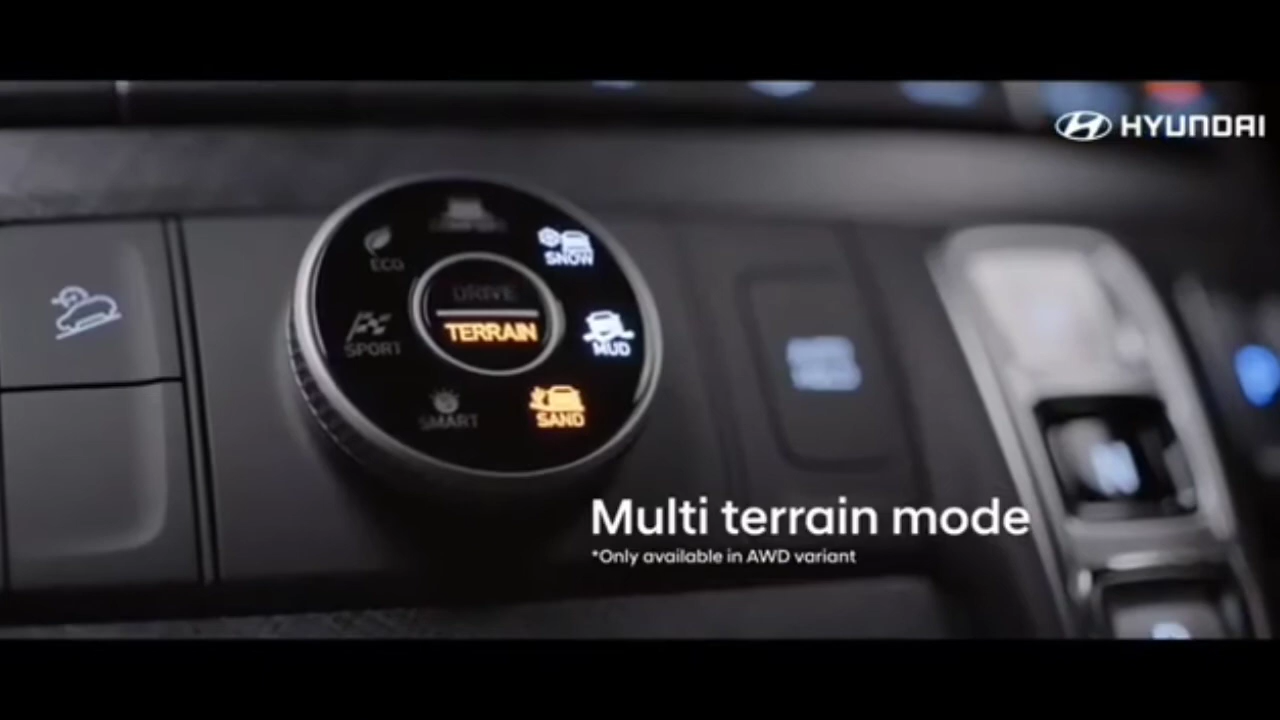 HYUNDAI
SNOW
ECO
DRIVE
TERRAIN
MUD
SPORT
SAND
SMART
N
Multi terrain mode
*Only available in AWD variant